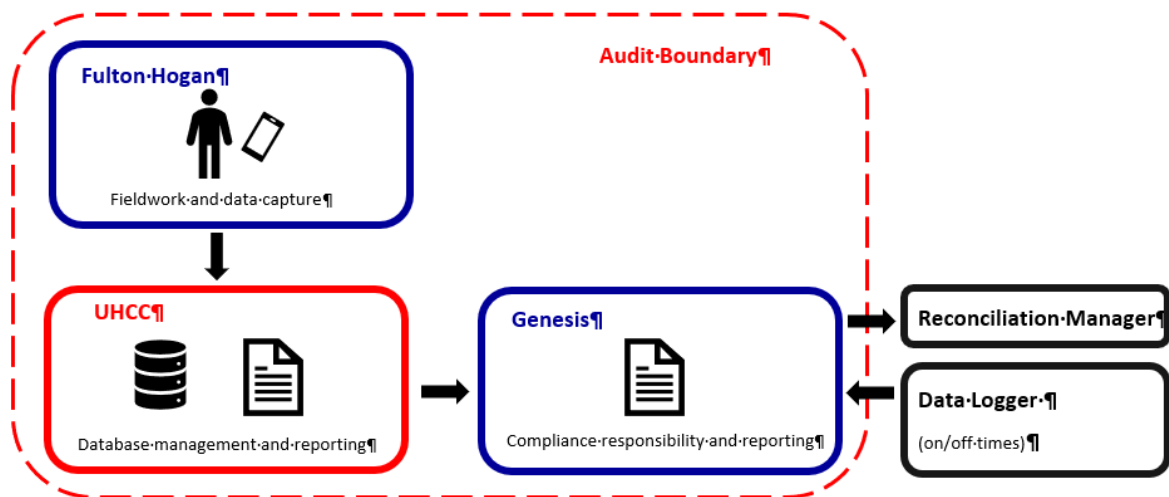 Audit·Boundary¶
Fulton·Hogan¶
Fieldwork·and·data·capture¶
UHCC¶
Database·management·and·reporting¶
Genesis¶
Compliance·responsibility·and·reporting¶
Reconciliation·Manager¶
Data·Logger·¶
(on/off·times)¶